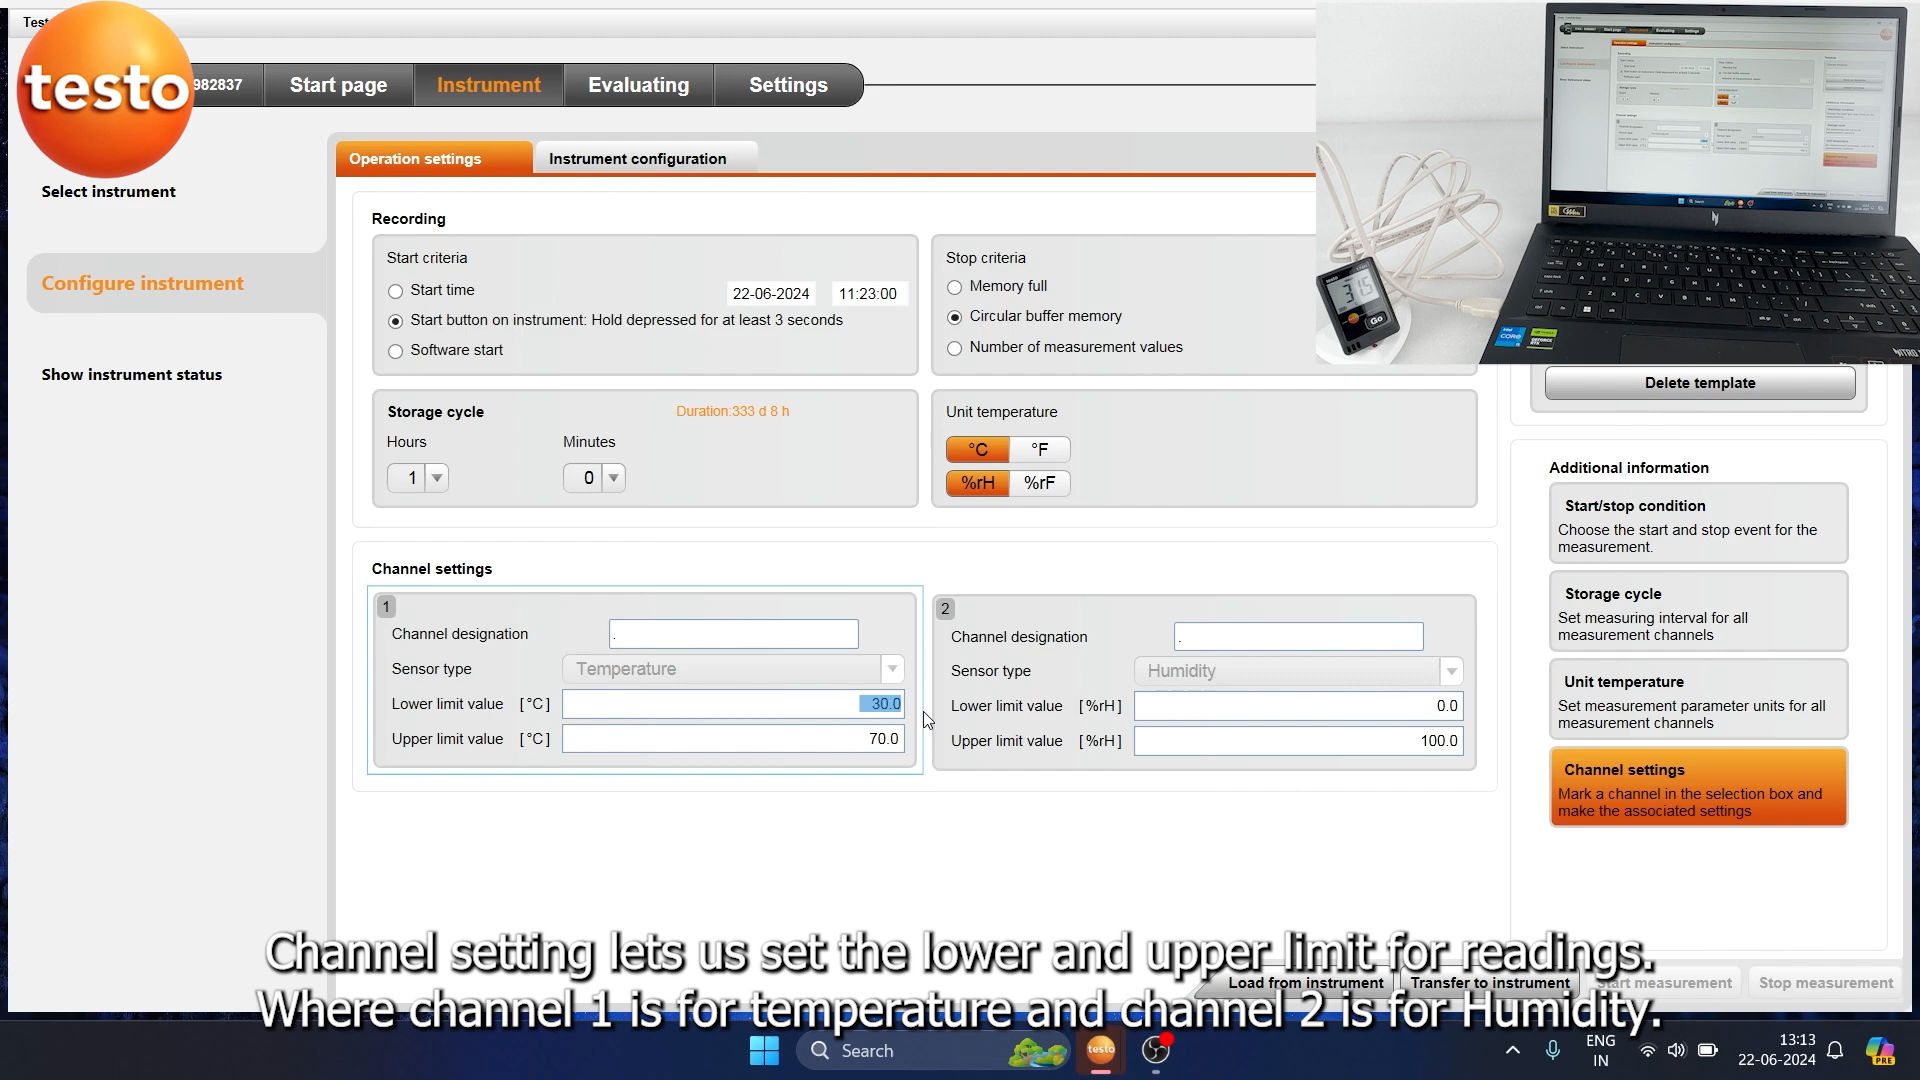 Test
testo
982837
Start page
Instrument
Evaluating
Settings
Select instrument
Configure instrument
Show instrument status
Operation settings
Instrument configuration
Recording
Start criteria
Start time
22-06-2024
11:23:00
Start button on instrument: Hold depressed for at least 3 seconds
Software start
Stop criteria
Memory full
Circular buffer memory
Number of measurement values
Storage cycle
Duration:333 d 8 h
Hours
Minutes
1
0
Unit temperature
°C
°F
%rH
%rF
Channel settings
1
Channel designation
.
Sensor type
Temperature
Lower limit value [°C]
30.0
Upper limit value [°C]
70.0
2
Channel designation
.
Sensor type
Humidity
Lower limit value [%rH]
0.0
Upper limit value [%rH]
100.0
31.5
Go
intel
CORE
NITRO
Delete template
Additional information
Start/stop condition
Choose the start and stop event for the
measurement.
Storage cycle
Set measuring interval for all
measurement channels
Unit temperature
Set measurement parameter units for all
measurement channels
Channel settings
Mark a channel in the selection box and
make the associated settings
Load from instrument
Transfer to instrument
Start measurement
Stop measurement
Channel setting lets us set the lower and upper limit for readings.
Where channel 1 is for temperature and channel 2 is for Humidity.
Search
testo
ENG
IN
13:13
22-06-2024
PRE